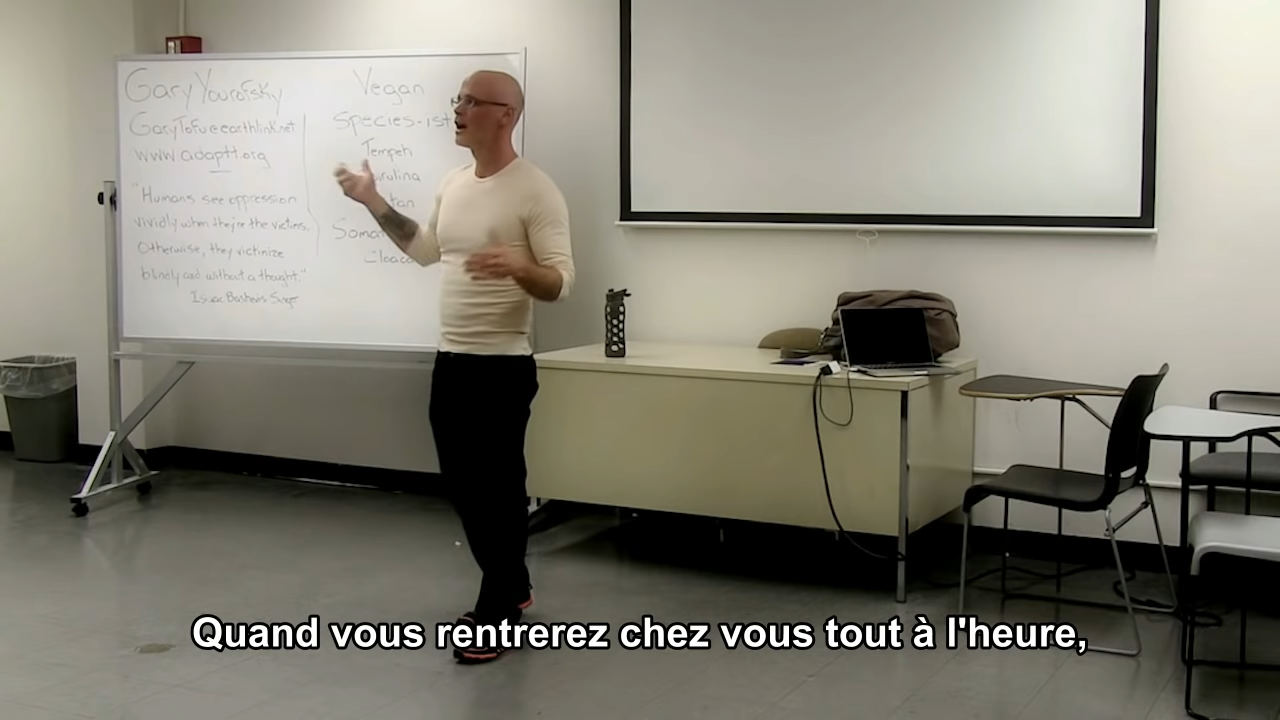 Gary Yourofsky
GaryTofu@earthlink.net
www.adaptt.org
"Humans see oppression
vividly when they're the victims.
Otherwise, they victimize
blindly and without a thought."
Isaac Bashevis Singer
Vegan
Species-ist
Tempeh
Quand vous rentrerez chez vous tout à l'heure,